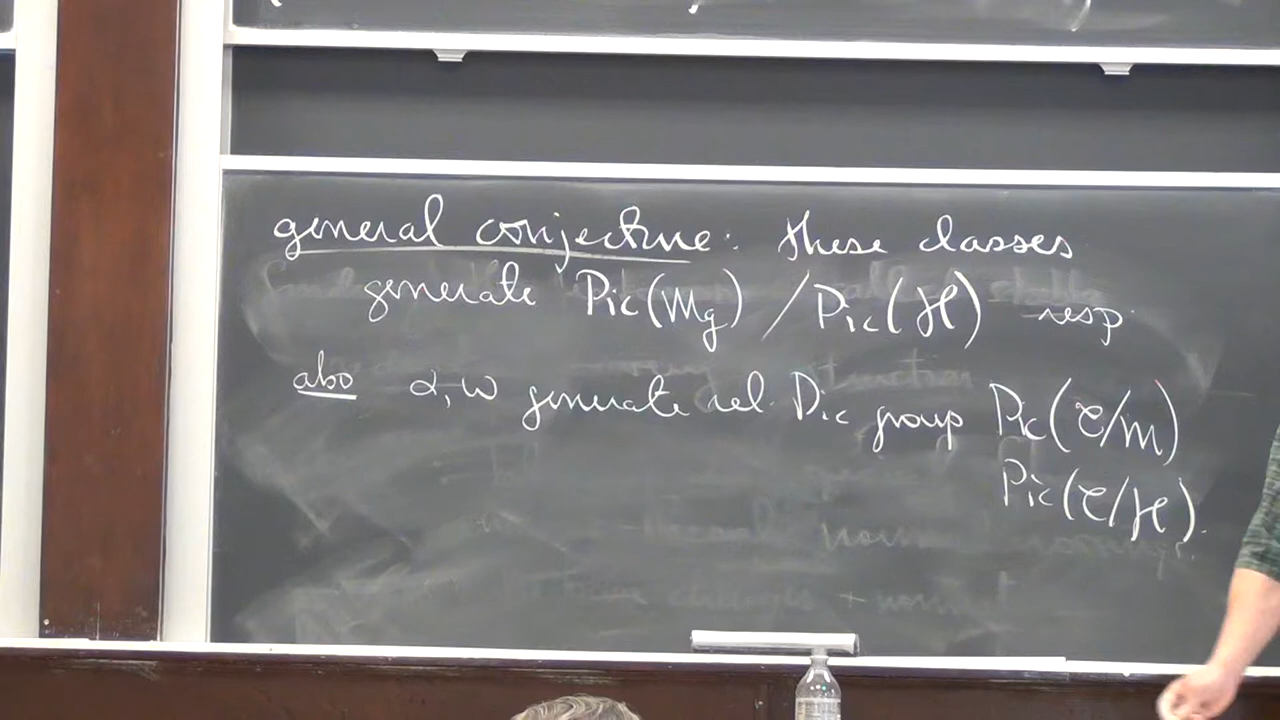 general conjecture: these classes
generate Pic(Mg) / Pic(ℋ) resp.
also α, ω generate rel. Pic group Pic(𝒞/M)
Pic(𝒞/ℋ).